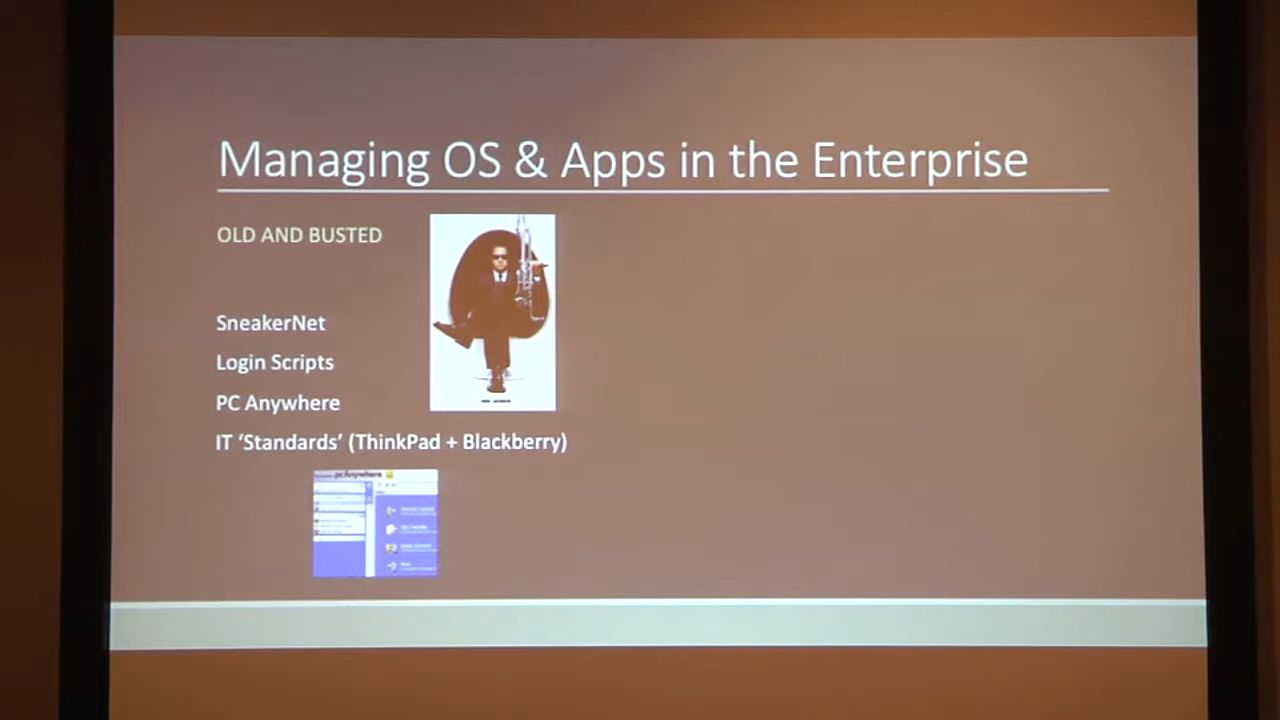 Managing OS & Apps in the Enterprise
OLD AND BUSTED
SneakerNet
Login Scripts
PC Anywhere
IT ‘Standards’ (ThinkPad + Blackberry)
pcAnywhere